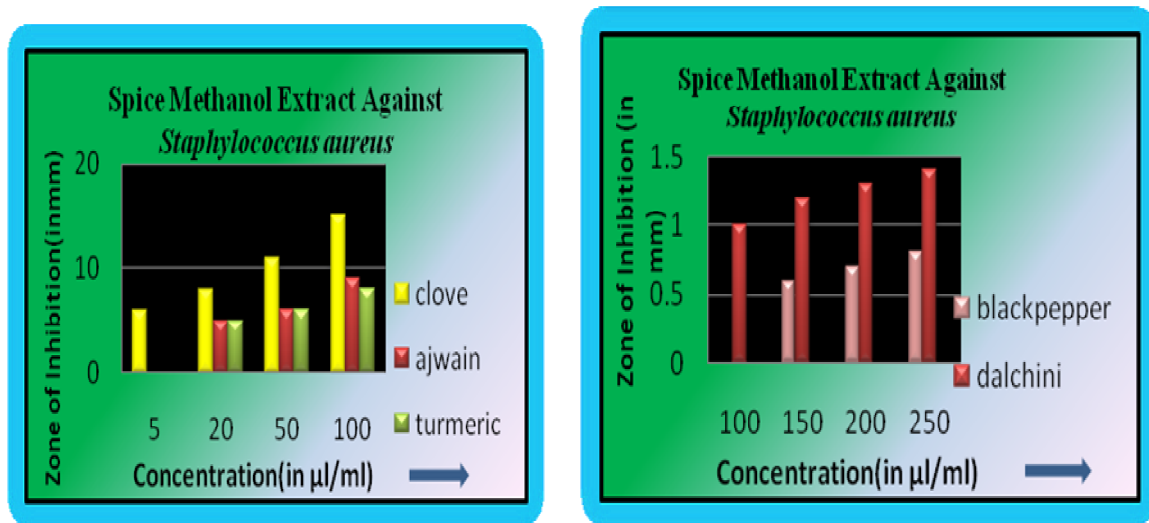 Spice Methanol Extract Against
Staphylococcus aureus
Zone of Inhibition(inmm)
20
10
0
5 20 50 100
Concentration(in µl/ml)
clove
ajwain
turmeric
Spice Methanol Extract Against
Staphylococcus aureus
Zone of Inhibition (in
mm)
1.5
1
0.5
0
100 150 200 250
Concentration(in µl/ml)
blackpepper
dalchini